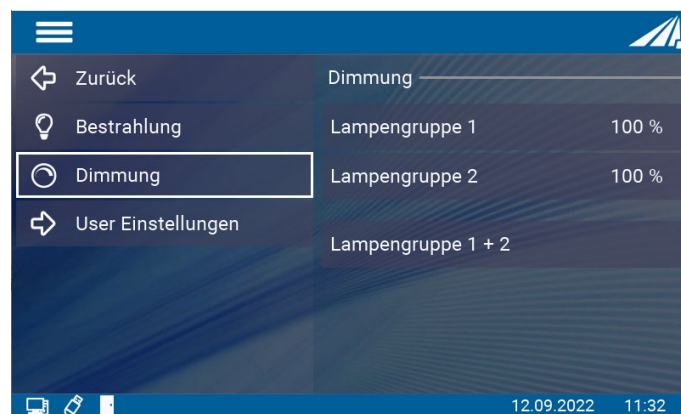 Zurück
Bestrahlung
Dimmung
User Einstellungen
Dimmung
Lampengruppe 1 100 %
Lampengruppe 2 100 %
Lampengruppe 1 + 2
12.09.2022 11:32